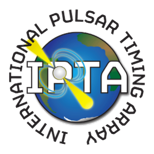 INTERNATIONAL PULSAR TIMING ARRAY
IPTA